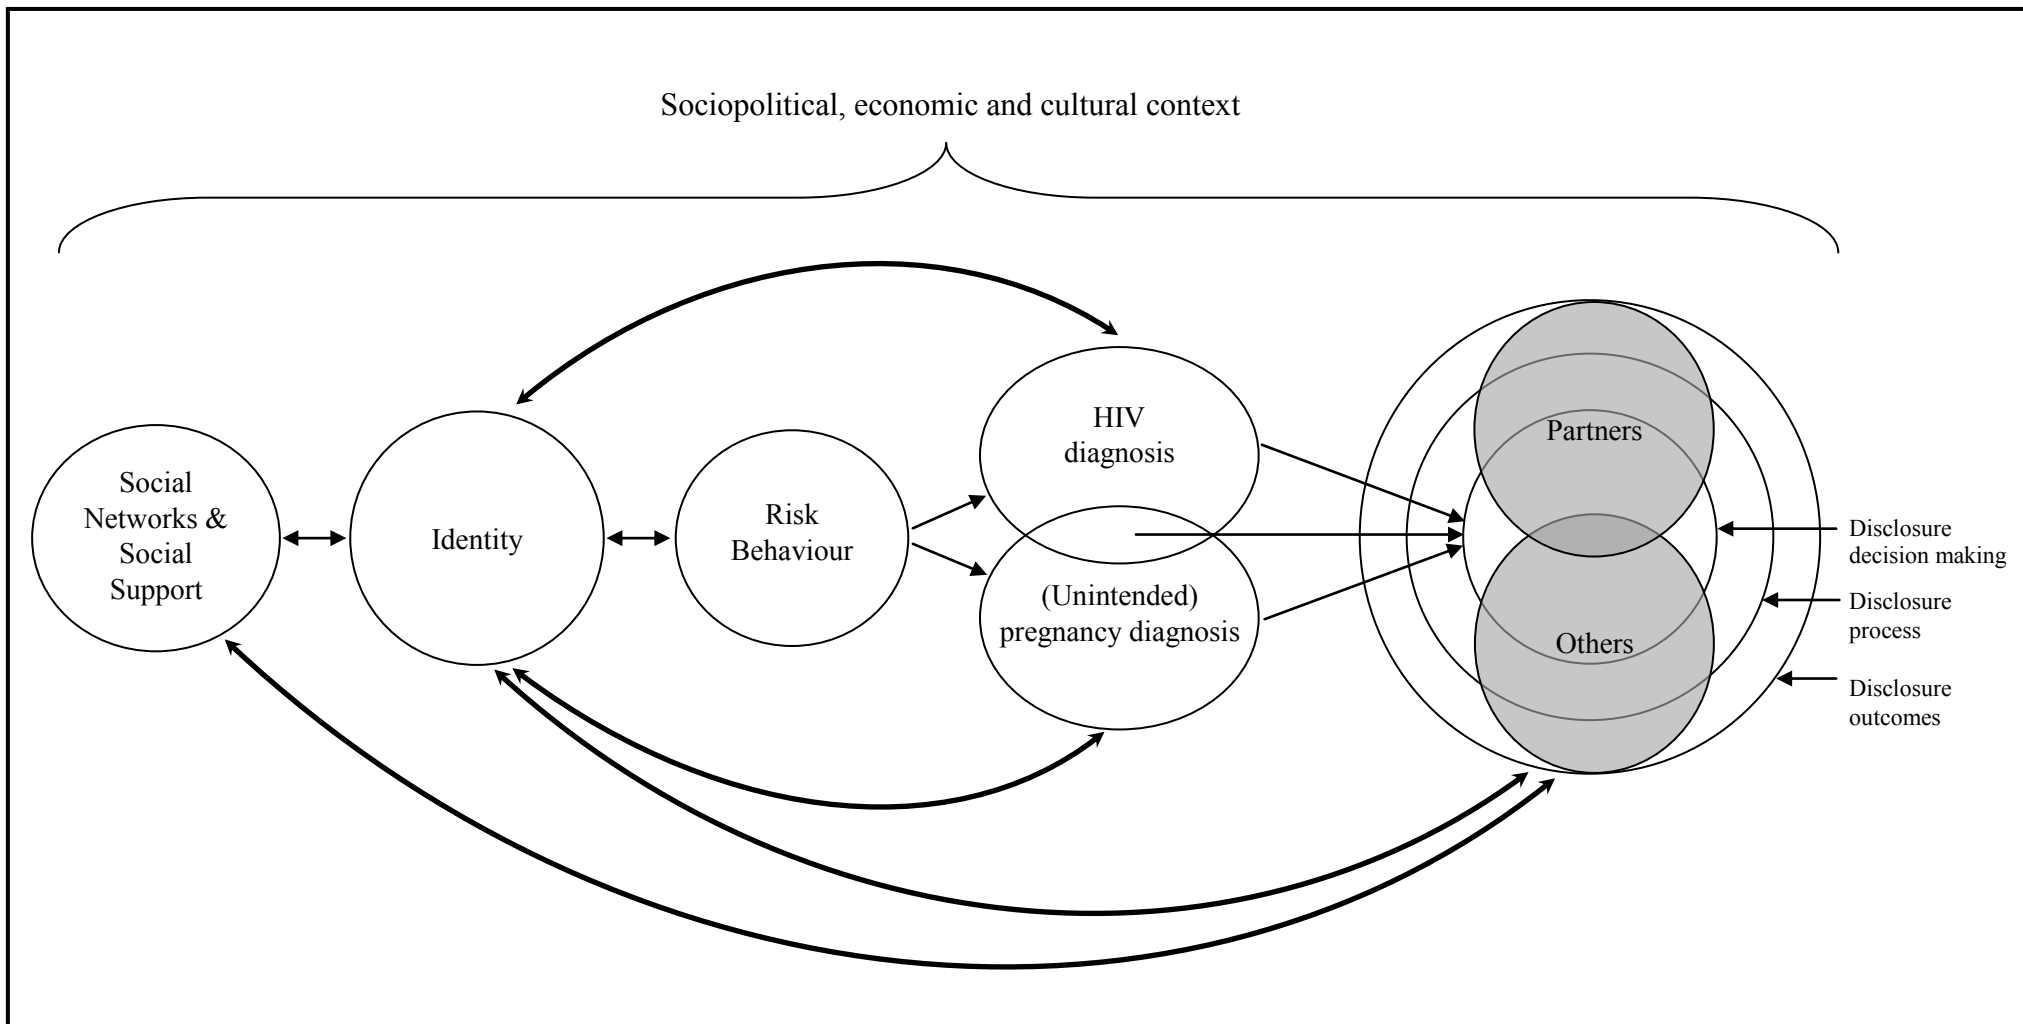 Sociopolitical, economic and cultural context
Social
Networks &
Social
Support
Identity
Risk
Behaviour
HIV
diagnosis
(Unintended)
pregnancy diagnosis
Partners
Others
Disclosure
decision making
Disclosure
process
Disclosure
outcomes